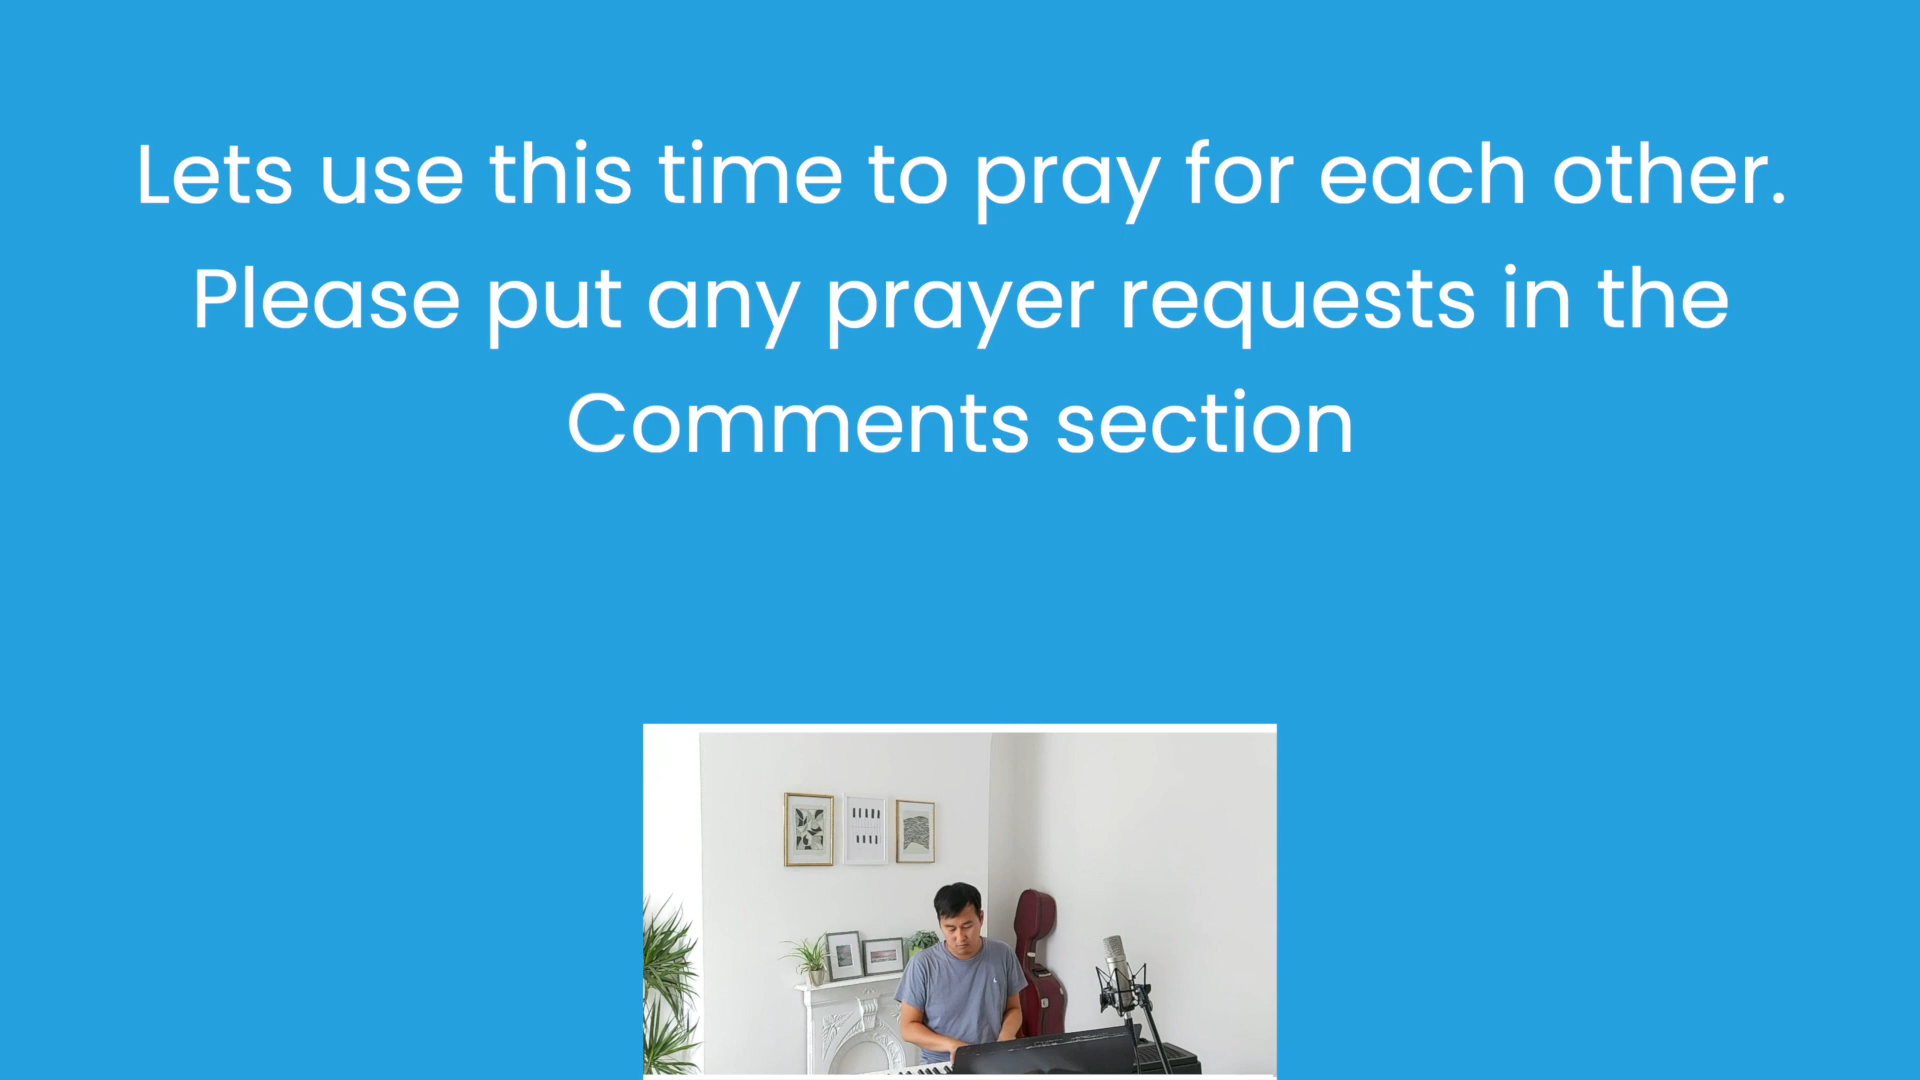 Lets use this time to pray for each other.
Please put any prayer requests in the
Comments section